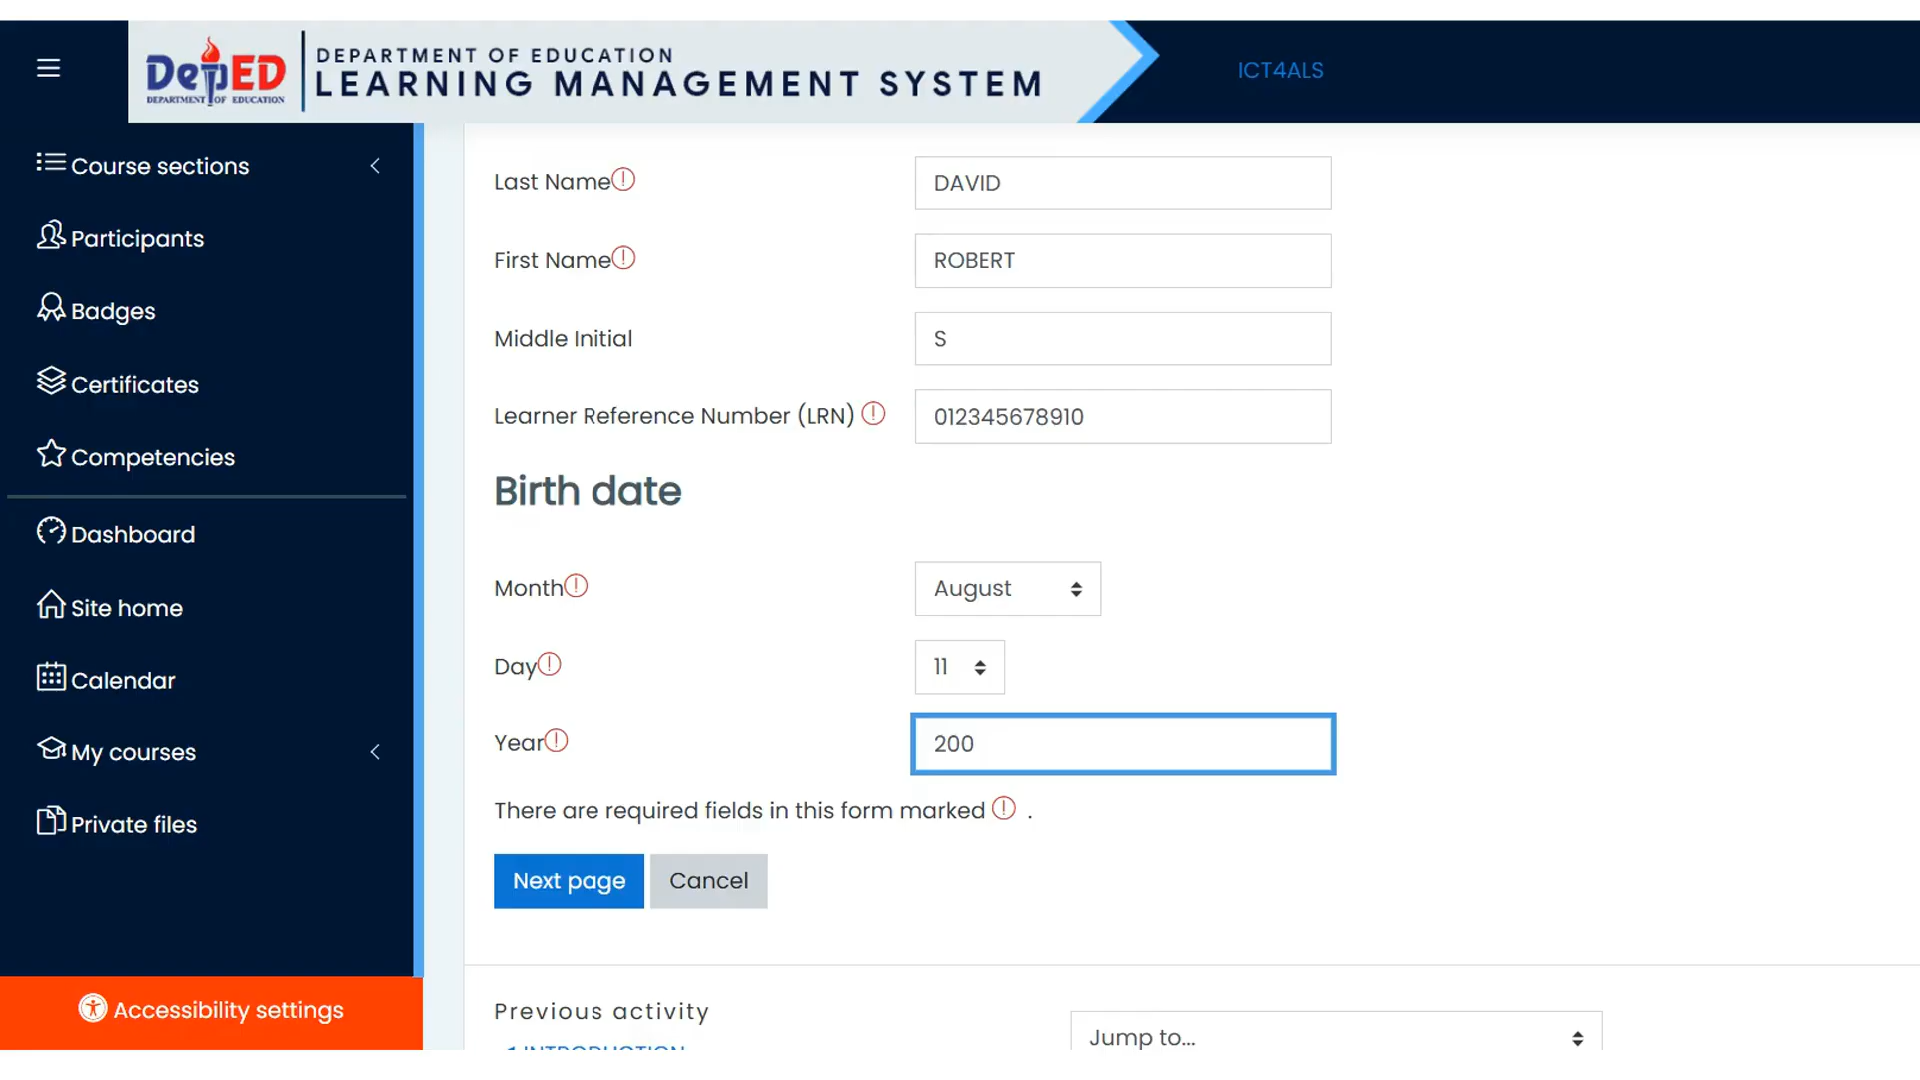 DepED
DEPARTMENT OF EDUCATION
DEPARTMENT OF EDUCATION
LEARNING MANAGEMENT SYSTEM
ICT4ALS
Course sections
Participants
Badges
Certificates
Competencies
Dashboard
Site home
Calendar
My courses
Private files
Accessibility settings
Last Name
DAVID
First Name
ROBERT
Middle Initial
S
Learner Reference Number (LRN)
012345678910
Birth date
Month
August
Day
11
Year
200
There are required fields in this form marked .
Next page
Cancel
Previous activity
INTRODUCTION
Jump to...